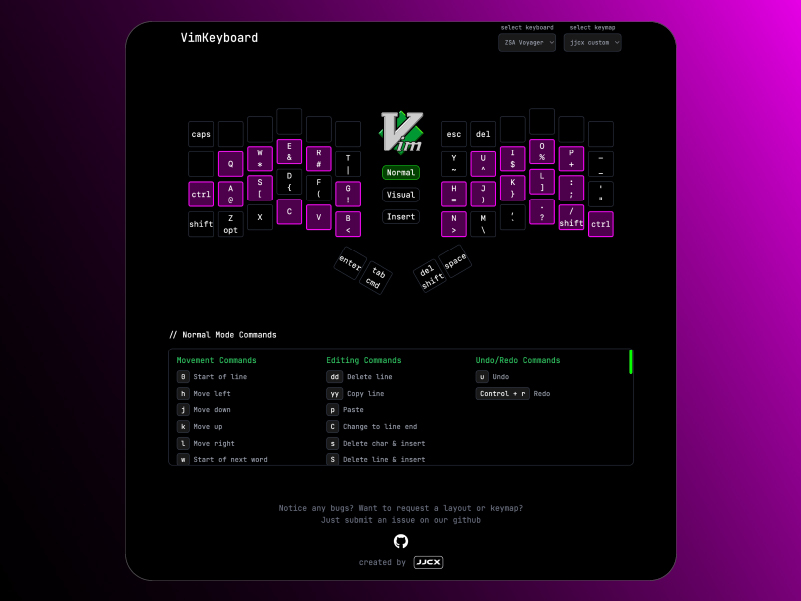 VimKeyboard
select keyboard
select keymap
ZSA Voyager
jjcx custom
caps
esc
del
Q
W
*
E
&
R
#
T
|
Y
~
U
^
I
$
O
%
P
+
–
_
ctrl
A
@
S
[
D
{
F
(
G
!
H
=
J
)
K
}
L
]
:
;
'
"
shift
Z
opt
X
C
V
B
<
N
>
M
\
,
.
?
/
shift
ctrl
enter
tab
cmd
del
shift
space
Vim
Normal
Visual
Insert
// Normal Mode Commands
Movement Commands
0 Start of line
h Move left
j Move down
k Move up
l Move right
w Start of next word
Editing Commands
dd Delete line
yy Copy line
p Paste
C Change to line end
s Delete char & insert
S Delete line & insert
Undo/Redo Commands
u Undo
Control + r Redo
Notice any bugs? Want to request a layout or keymap?
Just submit an issue on our github
created by JJCX